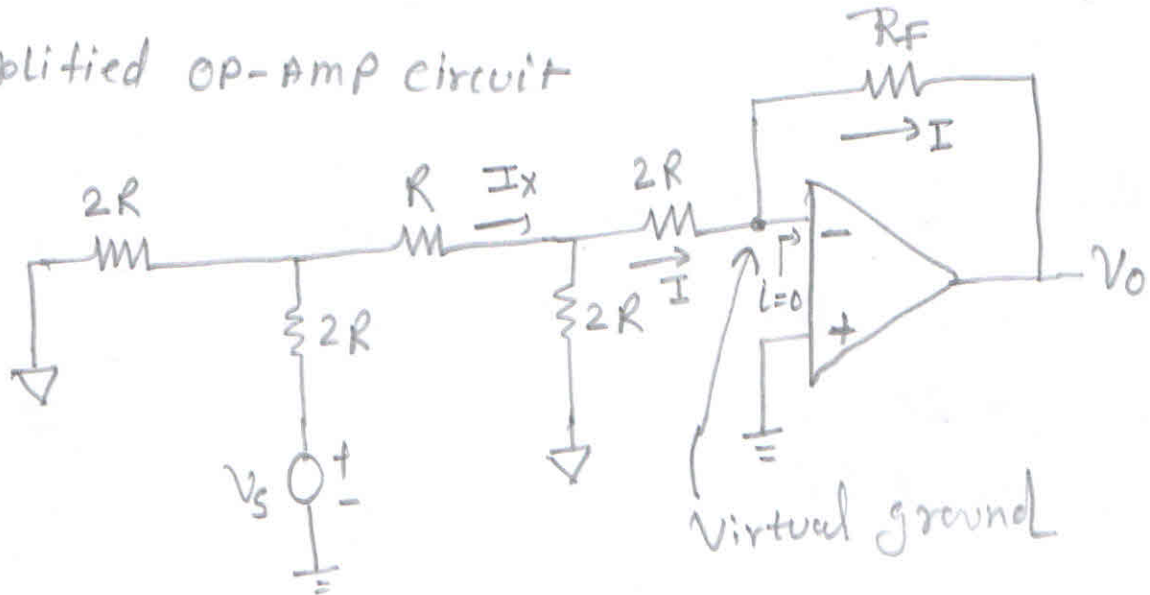 plified OP-Amp circuit
RF
I
2R
R
Ix
2R
I
i=0
-
+
Vo
2R
2R
Vs
+
-
Virtual ground